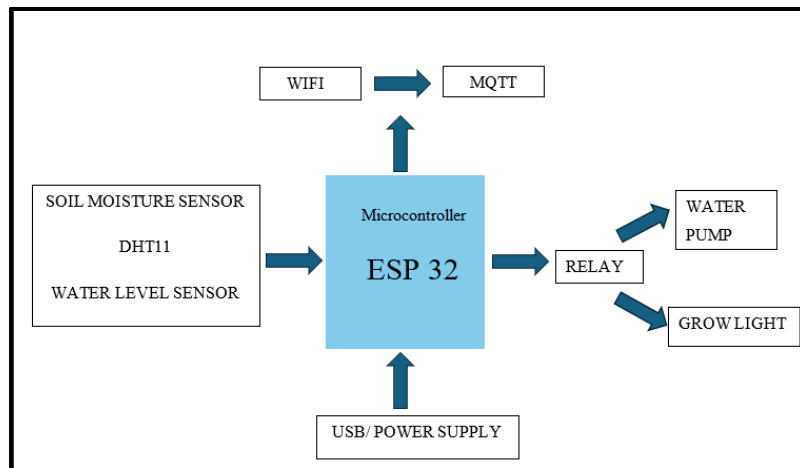 WIFI
MQTT
SOIL MOISTURE SENSOR
DHT11
WATER LEVEL SENSOR
Microcontroller
ESP 32
RELAY
WATER
PUMP
GROW LIGHT
USB/ POWER SUPPLY